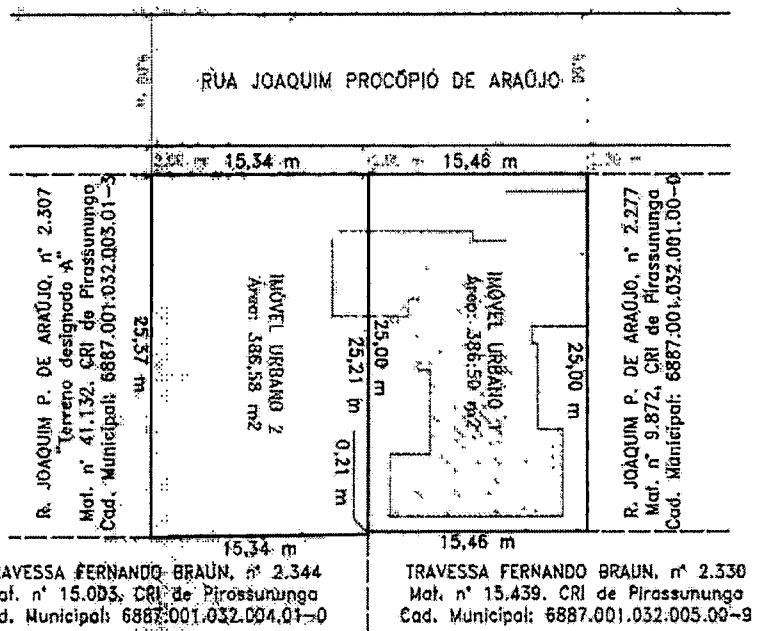 RUA JOAQUIM PROCÓPIO DE ARAÚJO
15,34 m
15,46 m
R. JOAQUIM P. DE ARAÚJO, nº 2.307
"Terreno designado A"
Mat. nº 41.132, CRI de Pirassununga
Cad. Municipal: 6887.001.032.003.01-3
25,37 m
IMÓVEL URBANO 2
Área: 386,58 m2
25,21 m
0,21 m
25,00 m
IMÓVEL URBANO 1
Área: 386,50 m2
25,00 m
R. JOAQUIM P. DE ARAÚJO, nº 2.277
Mat. nº 9.872, CRI de Pirassununga
Cad. Municipal: 6887.001.032.001.00-0
15,34 m
15,46 m
AVESSA FERNANDO BRAUN, nº 2.344
at. nº 15.003, CRI de Pirassununga
d. Municipal: 6887.001.032.004.01-0
TRAVESSA FERNANDO BRAUN, nº 2.330
Mat. nº 15.439, CRI de Pirassununga
Cad. Municipal: 6887.001.032.005.00-9